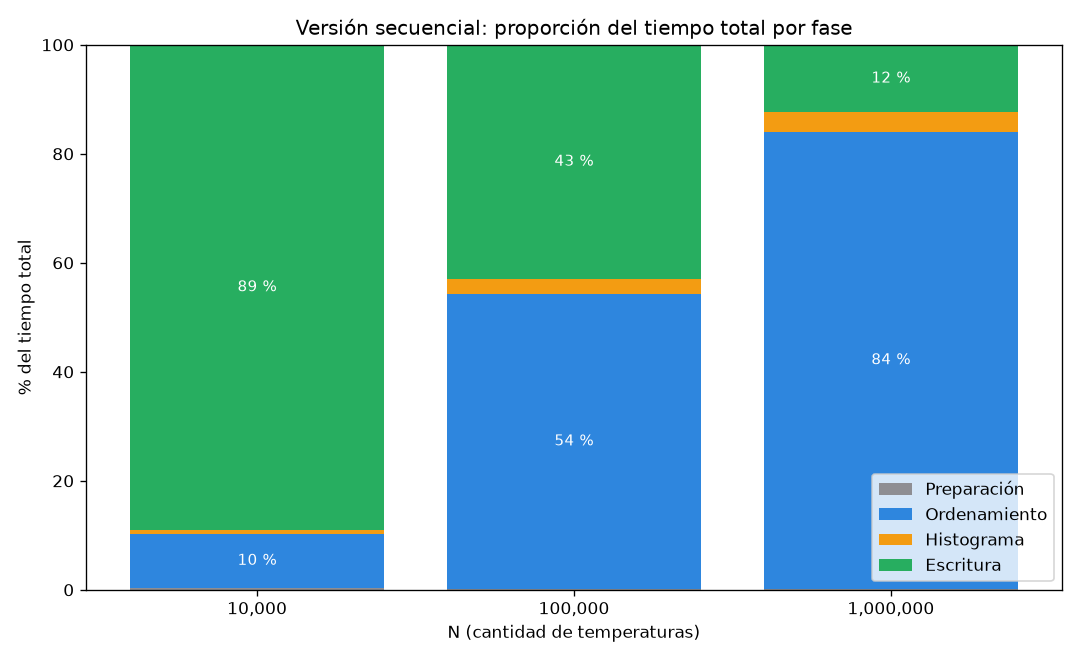 Versión secuencial: proporción del tiempo total por fase
% del tiempo total
100
80
60
40
20
0
89 %
10 %
43 %
54 %
12 %
84 %
Preparación
Ordenamiento
Histograma
Escritura
10,000
100,000
1,000,000
N (cantidad de temperaturas)